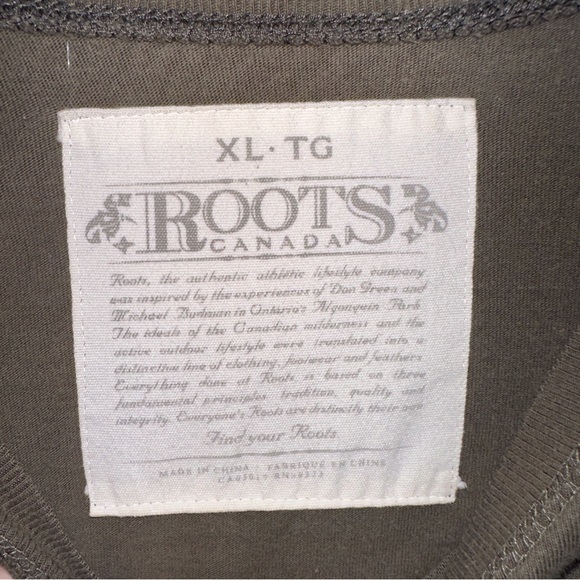 XL · TG
ROOTS
CANADA
Roots, the authentic athletic lifestyle company
was inspired by the experiences of Don Green and
Michael Budman in Ontario's Algonquin Park
The ideals of the Canadian wilderness and the
active outdoor lifestyle were translated into a
distinctive line of clothing, footwear and feathers
Everything done at Roots is based on three
fundamental principles tradition, quality and
integrity. Everyone's Roots are distinctly their own
Find your Roots.
MADE IN CHINA | FABRIQUÉ EN CHINE